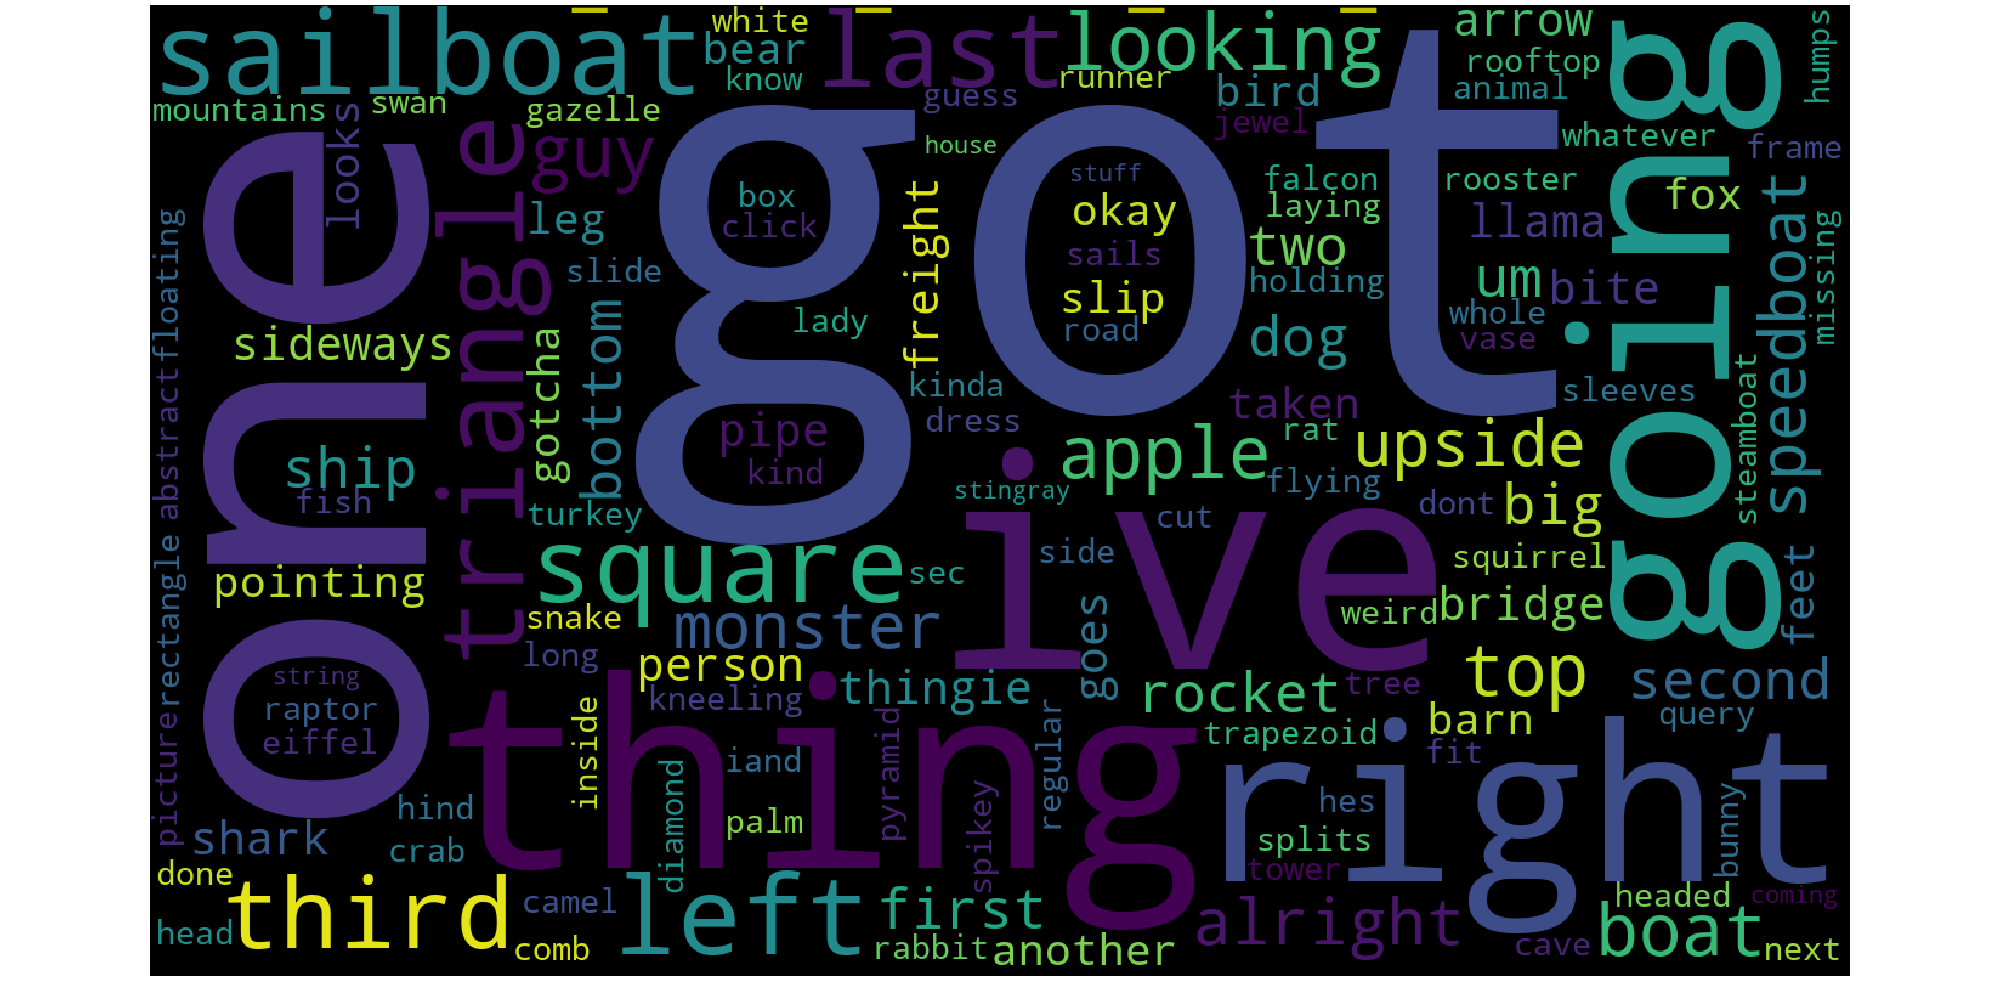 sailboat
white
bear
know
last
looking
runner
arrow
rooftop
animal
humps
going
mountains
swan
gazelle
looks
guess
bird
jewel
whatever
frame
one
triangle
guy
got
house
stuff
falcon
laying
rooster
fox
llama
leg
box
click
freight
okay
sails
slip
road
two
holding
um
bite
speedboat
missing
slide
bottom
lady
dog
whole
vase
sideways
gotcha
kinda
dress
taken
sleeves
steamboat
floating
abstract
ship
fish
pipe
kind
apple
rat
upside
flying
stingray
turkey
cut
dont
big
ive
square
sec
side
squirrel
pointing
snake
monster
goes
weird
bridge
feet
rectangle
picture
long
person
kneeling
thingie
rocket
tree
top
second
string
raptor
eiffel
inside
thing
iand
pyramid
regular
trapezoid
barn
fit
query
right
hind
crab
shark
diamond
palm
spikey
hes
splits
tower
bunny
done
head
third
camel
comb
left
first
rabbit
another
alright
headed
coming
cave
boat
next